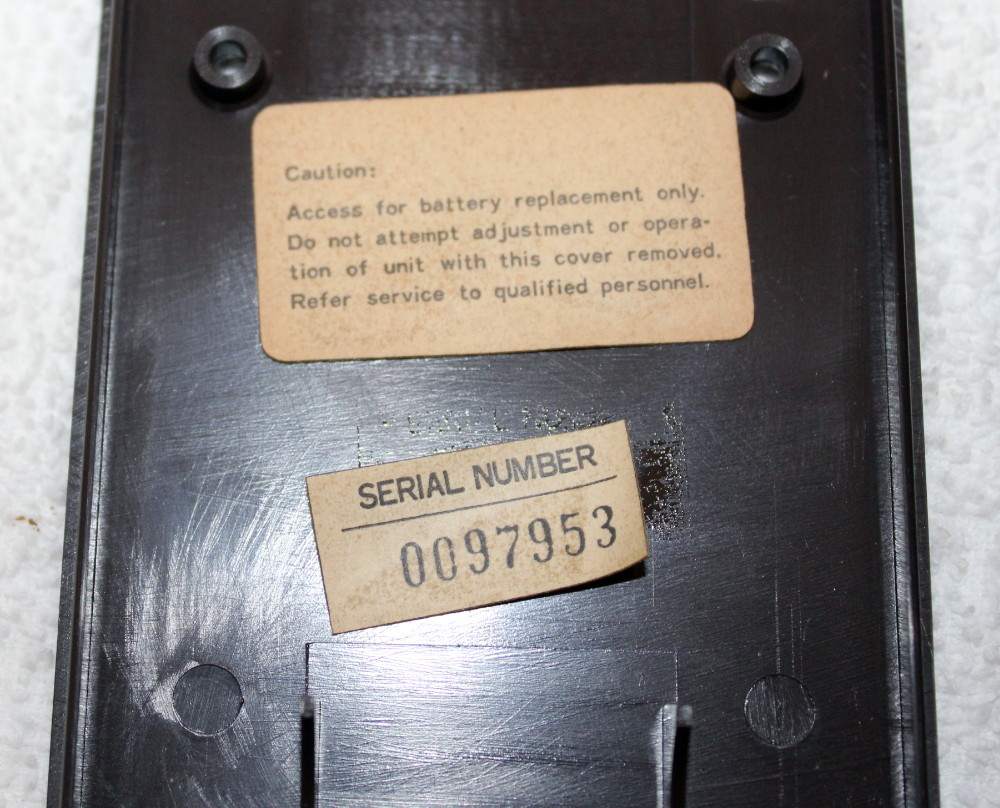 Caution:
Access for battery replacement only.
Do not attempt adjustment or opera-
tion of unit with this cover removed.
Refer service to qualified personnel.
SERIAL NUMBER
0097953